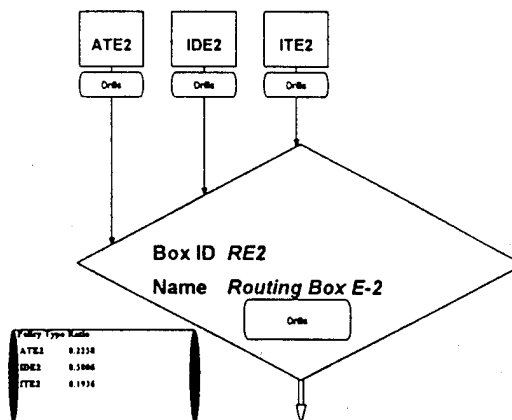 ATE2 IDE2 ITE2
Drills Drills Drills
Box ID RE2
Name Routing Box E-2
Drills
Policy Type Ratio
ATE2 0.2258
IDE2 0.5806
ITE2 0.1936